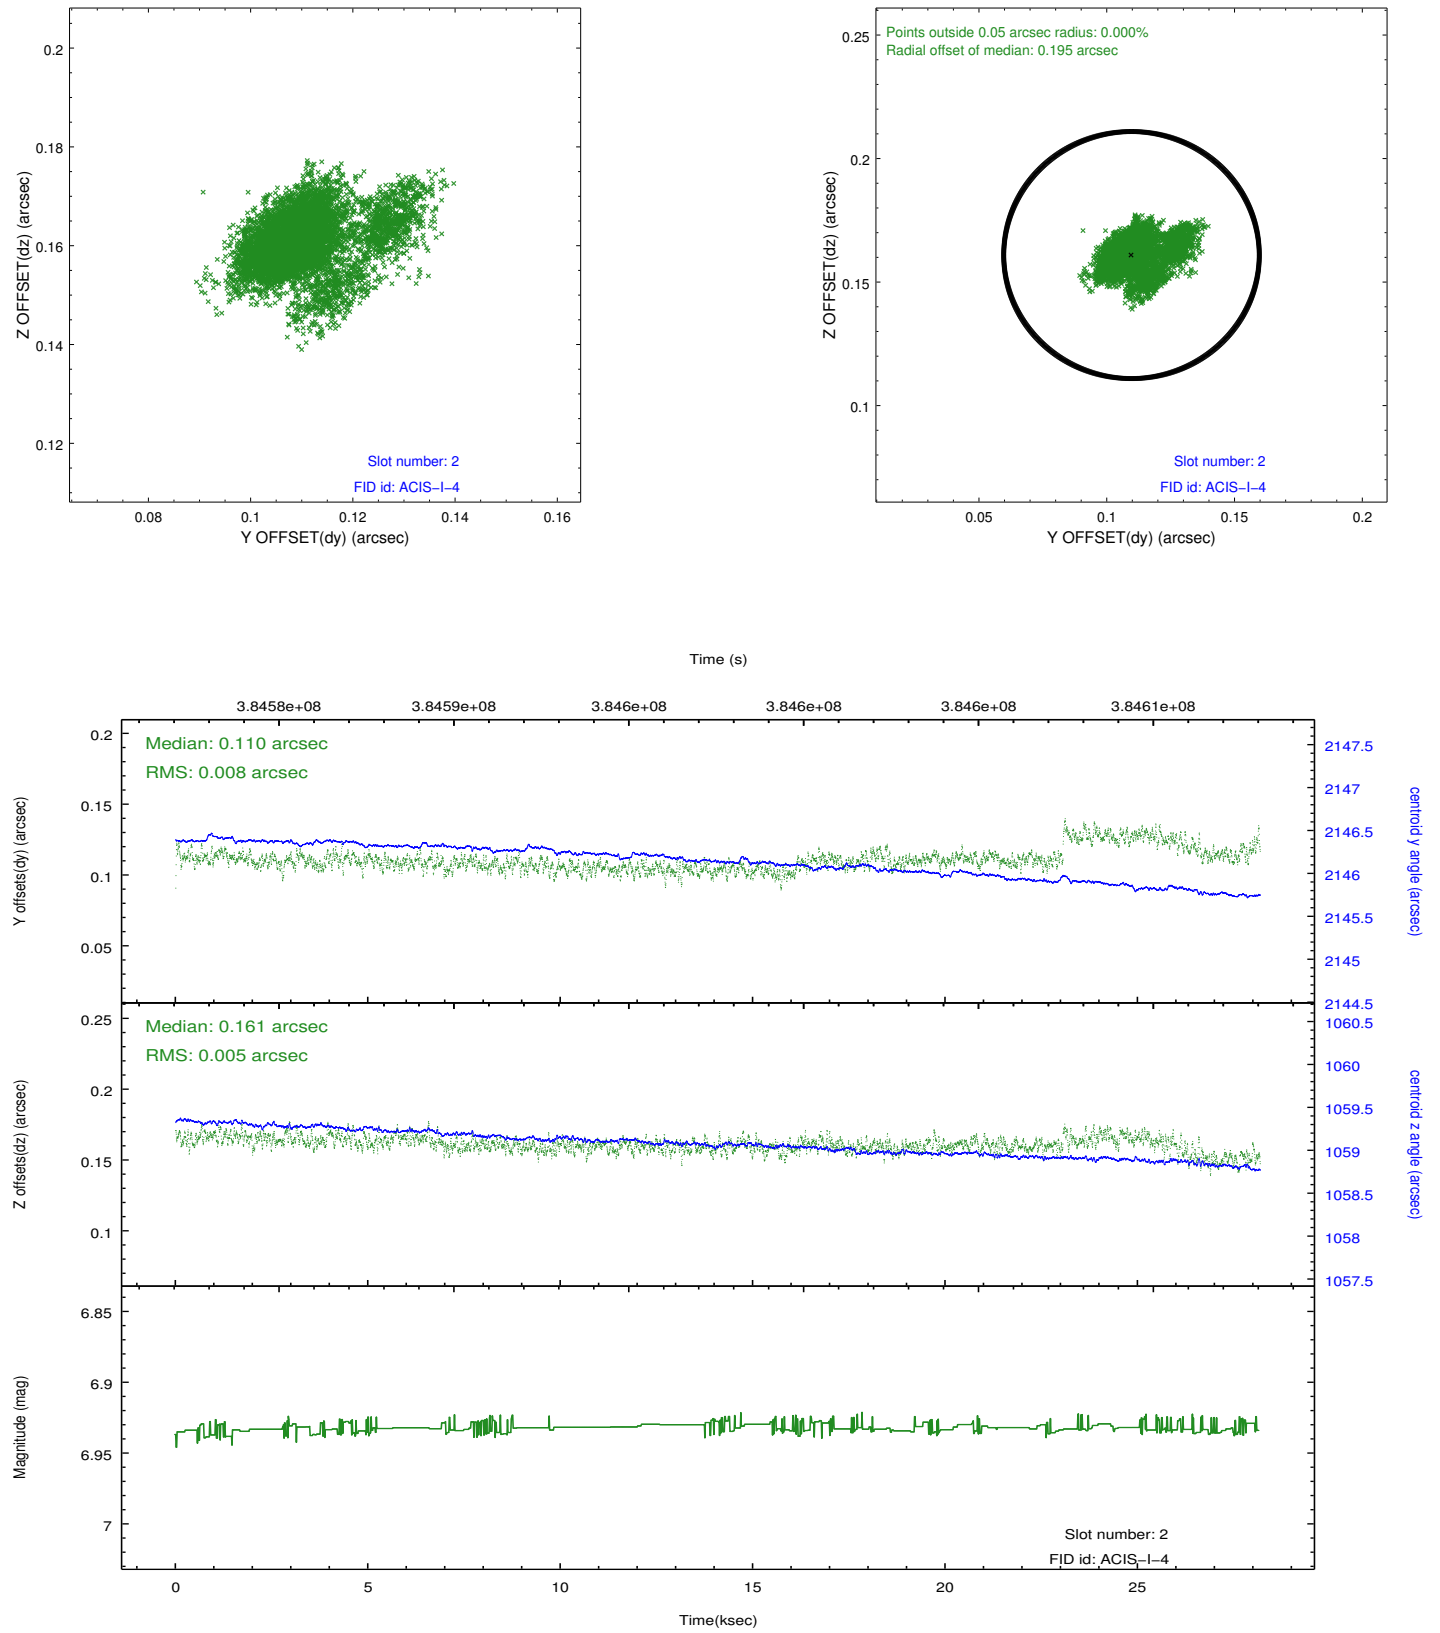 0.2
0.18
0.16
0.14
0.12
Z OFFSET(dz) (arcsec)
Slot number: 2
FID id: ACIS−I−4
0.08 0.1 0.12 0.14 0.16
Y OFFSET(dy) (arcsec)
Points outside 0.05 arcsec radius: 0.000%
Radial offset of median: 0.195 arcsec
0.25
0.2
0.15
0.1
Z OFFSET(dz) (arcsec)
Slot number: 2
FID id: ACIS−I−4
0.05 0.1 0.15 0.2
Y OFFSET(dy) (arcsec)
Time (s)
3.8458e+08 3.8459e+08 3.846e+08 3.846e+08 3.846e+08 3.8461e+08
Median: 0.110 arcsec
RMS: 0.008 arcsec
0.2
0.15
0.1
0.05
Y offsets(dy) (arcsec)
2147.5
2147
2146.5
2146
2145.5
2145
2144.5
centroid y angle (arcsec)
Median: 0.161 arcsec
RMS: 0.005 arcsec
0.25
0.2
0.15
0.1
Z offsets(dz) (arcsec)
1060.5
1060
1059.5
1059
1058.5
1058
1057.5
centroid z angle (arcsec)
6.85
6.9
6.95
7
Magnitude (mag)
Slot number: 2
FID id: ACIS−I−4
0 5 10 15 20 25
Time(ksec)